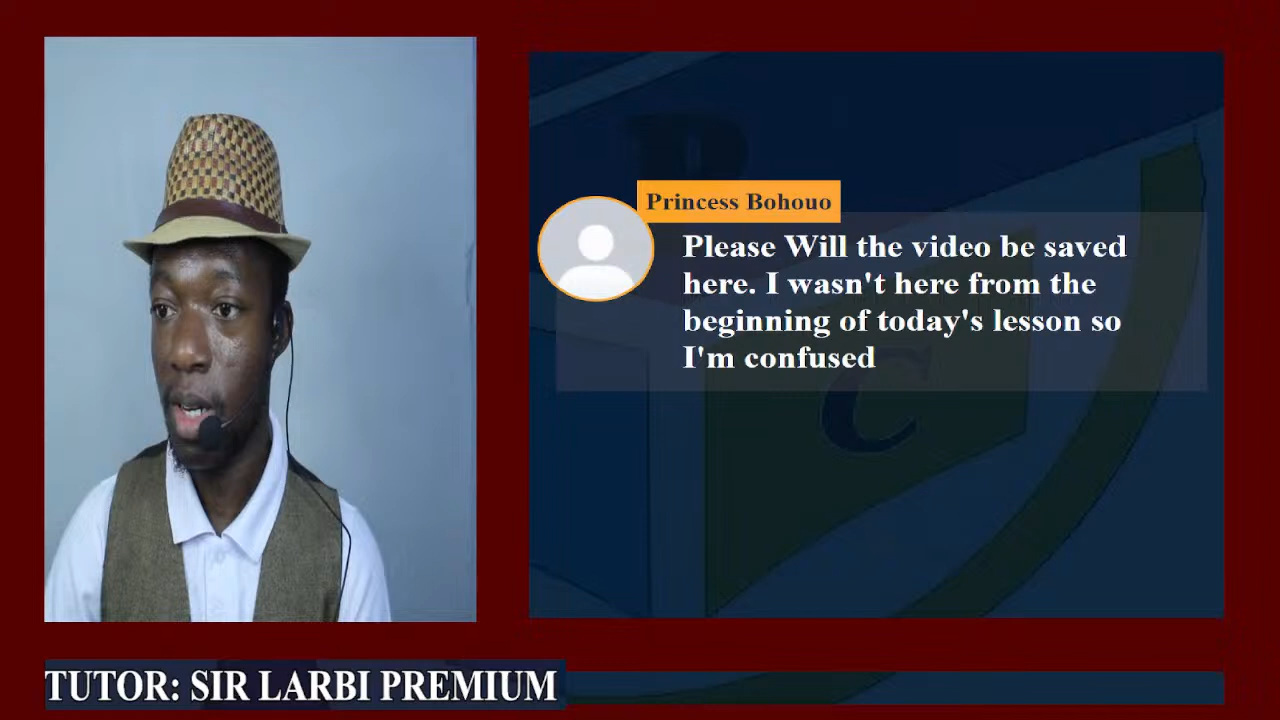 Princess Bohouo
Please Will the video be saved
here. I wasn't here from the
beginning of today's lesson so
I'm confused
C
TUTOR: SIR LARBI PREMIUM